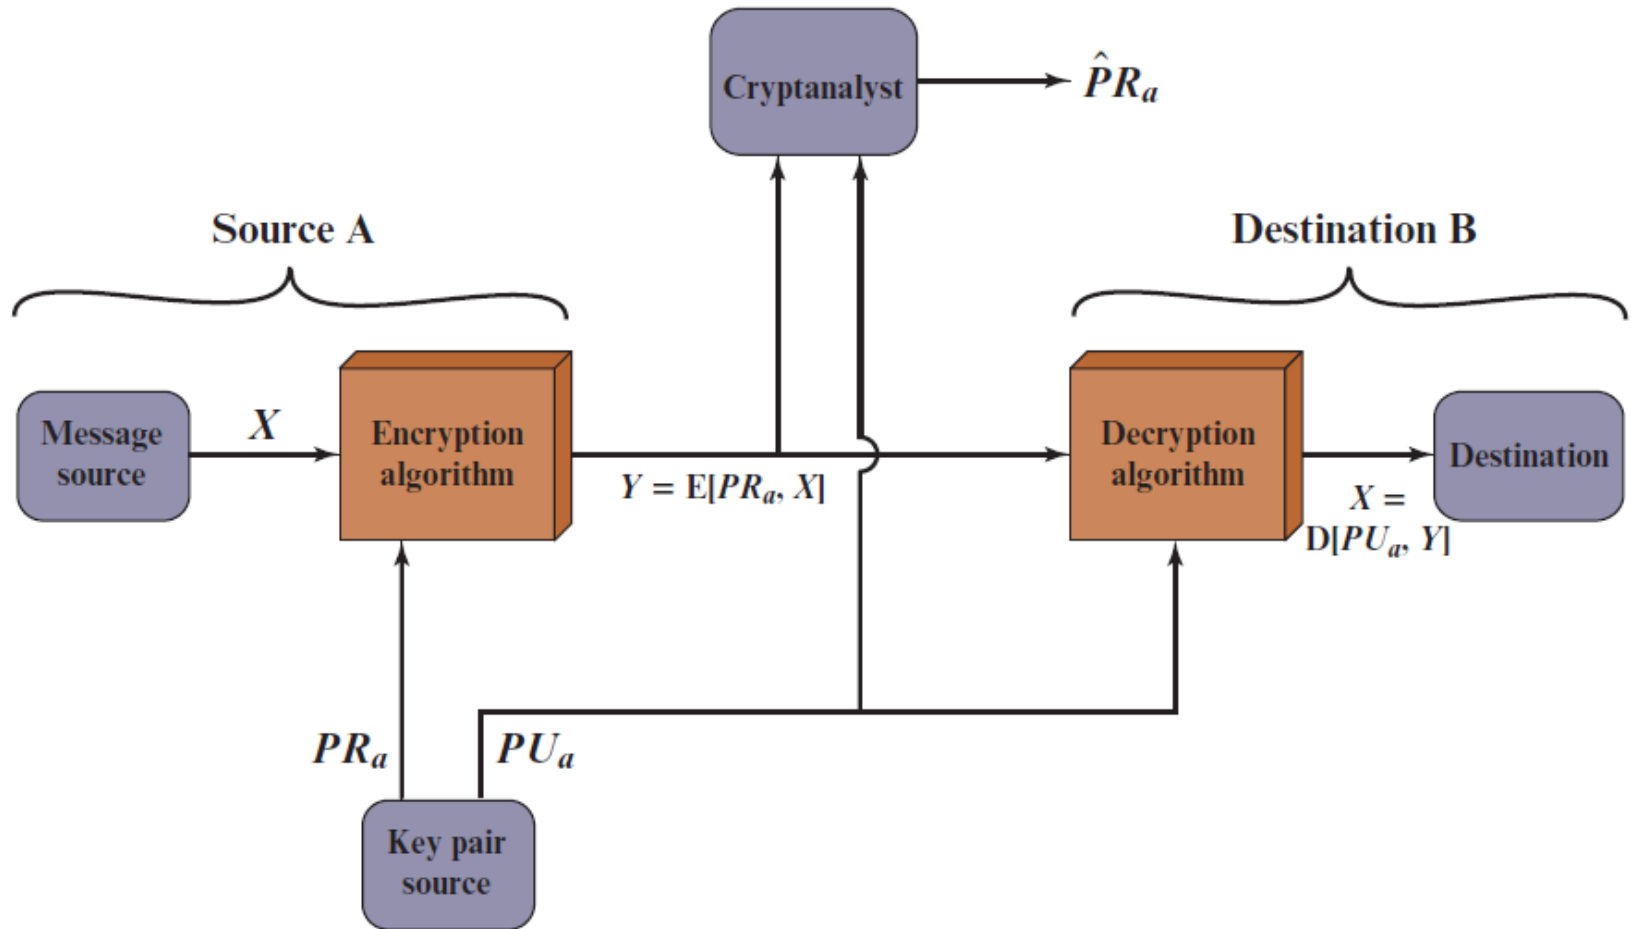 Cryptanalyst
P̂Rₐ
Source A
Destination B
Message
source
X
Encryption
algorithm
Y = E[PRₐ, X]
Decryption
algorithm
X =
D[PUₐ, Y]
Destination
PRₐ
PUₐ
Key pair
source